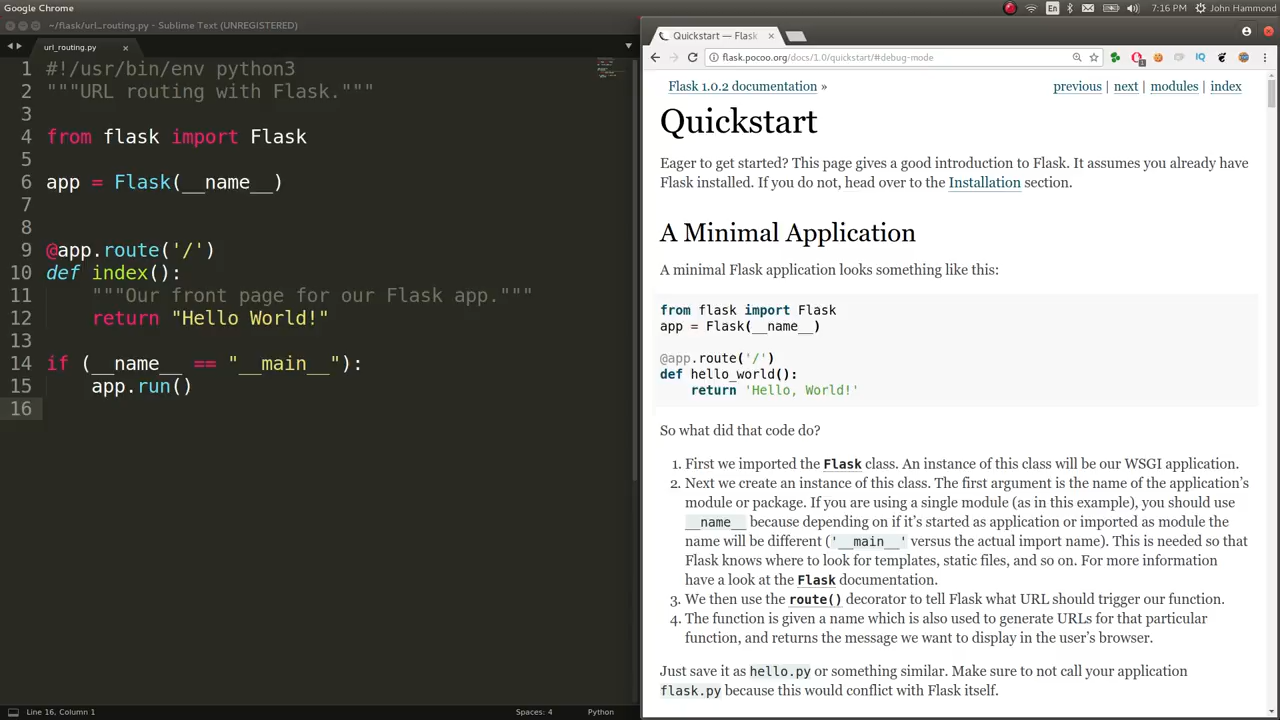 Google Chrome
En
7:16 PM
John Hammond
~/flask/url_routing.py - Sublime Text (UNREGISTERED)
url_routing.py
1 #!/usr/bin/env python3
2 """URL routing with Flask."""
3
4 from flask import Flask
5
6 app = Flask(__name__)
7
8
9 @app.route('/')
10 def index():
11 """Our front page for our Flask app."""
12 return "Hello World!"
13
14 if (__name__ == "__main__"):
15 app.run()
16
Line 16, Column 1
Spaces: 4
Python
Quickstart — Flask
flask.pocoo.org/docs/1.0/quickstart/#debug-mode
1
IQ
Flask 1.0.2 documentation »
previous | next | modules | index
Quickstart
Eager to get started? This page gives a good introduction to Flask. It assumes you already have
Flask installed. If you do not, head over to the Installation section.
A Minimal Application
A minimal Flask application looks something like this:
from flask import Flask
app = Flask(__name__)
@app.route('/')
def hello_world():
return 'Hello, World!'
So what did that code do?
1. First we imported the Flask class. An instance of this class will be our WSGI application.
2. Next we create an instance of this class. The first argument is the name of the application's
module or package. If you are using a single module (as in this example), you should use
__name__ because depending on if it's started as application or imported as module the
name will be different ('__main__' versus the actual import name). This is needed so that
Flask knows where to look for templates, static files, and so on. For more information
have a look at the Flask documentation.
3. We then use the route() decorator to tell Flask what URL should trigger our function.
4. The function is given a name which is also used to generate URLs for that particular
function, and returns the message we want to display in the user's browser.
Just save it as hello.py or something similar. Make sure to not call your application
flask.py because this would conflict with Flask itself.